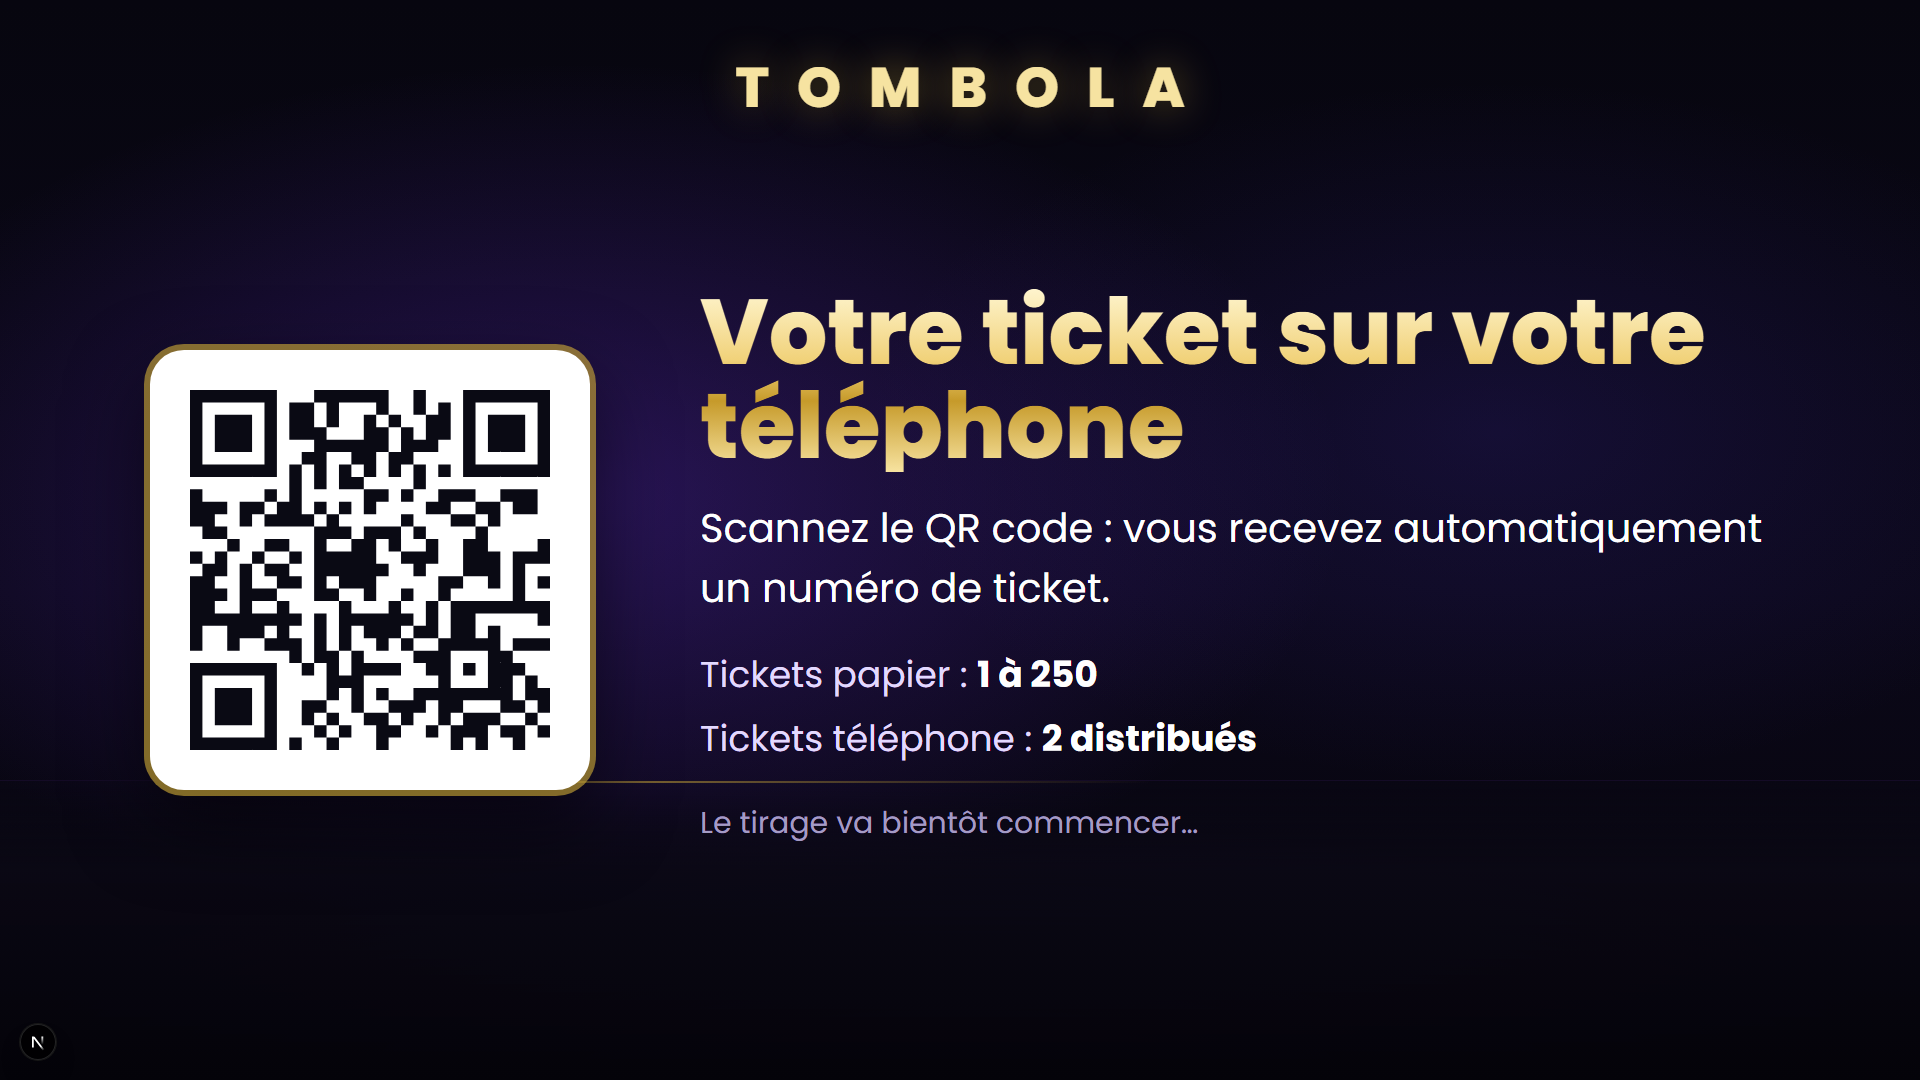 TOMBOLA
Votre ticket sur votre
téléphone
Scannez le QR code : vous recevez automatiquement
un numéro de ticket.
Tickets papier : 1 à 250
Tickets téléphone : 2 distribués
Le tirage va bientôt commencer...
N